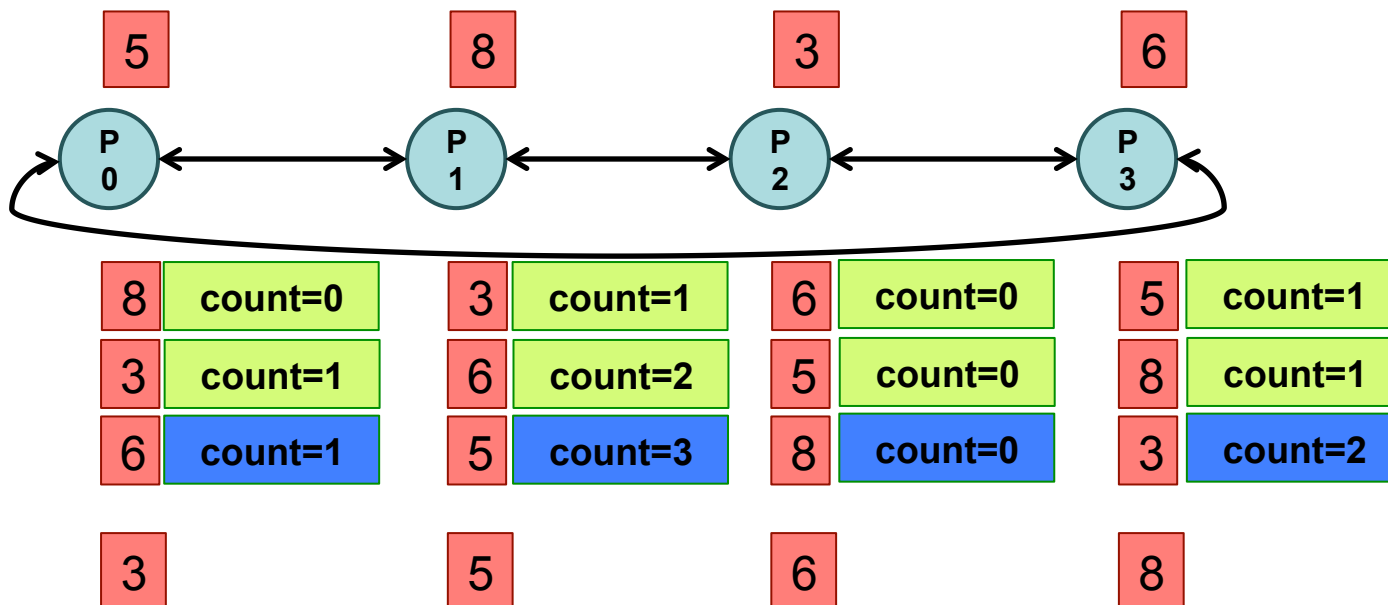 5 8 3 6
P P P P
0 1 2 3
8 count=0 3 count=1 6 count=0 5 count=1
3 count=1 6 count=2 5 count=0 8 count=1
6 count=1 5 count=3 8 count=0 3 count=2
3 5 6 8